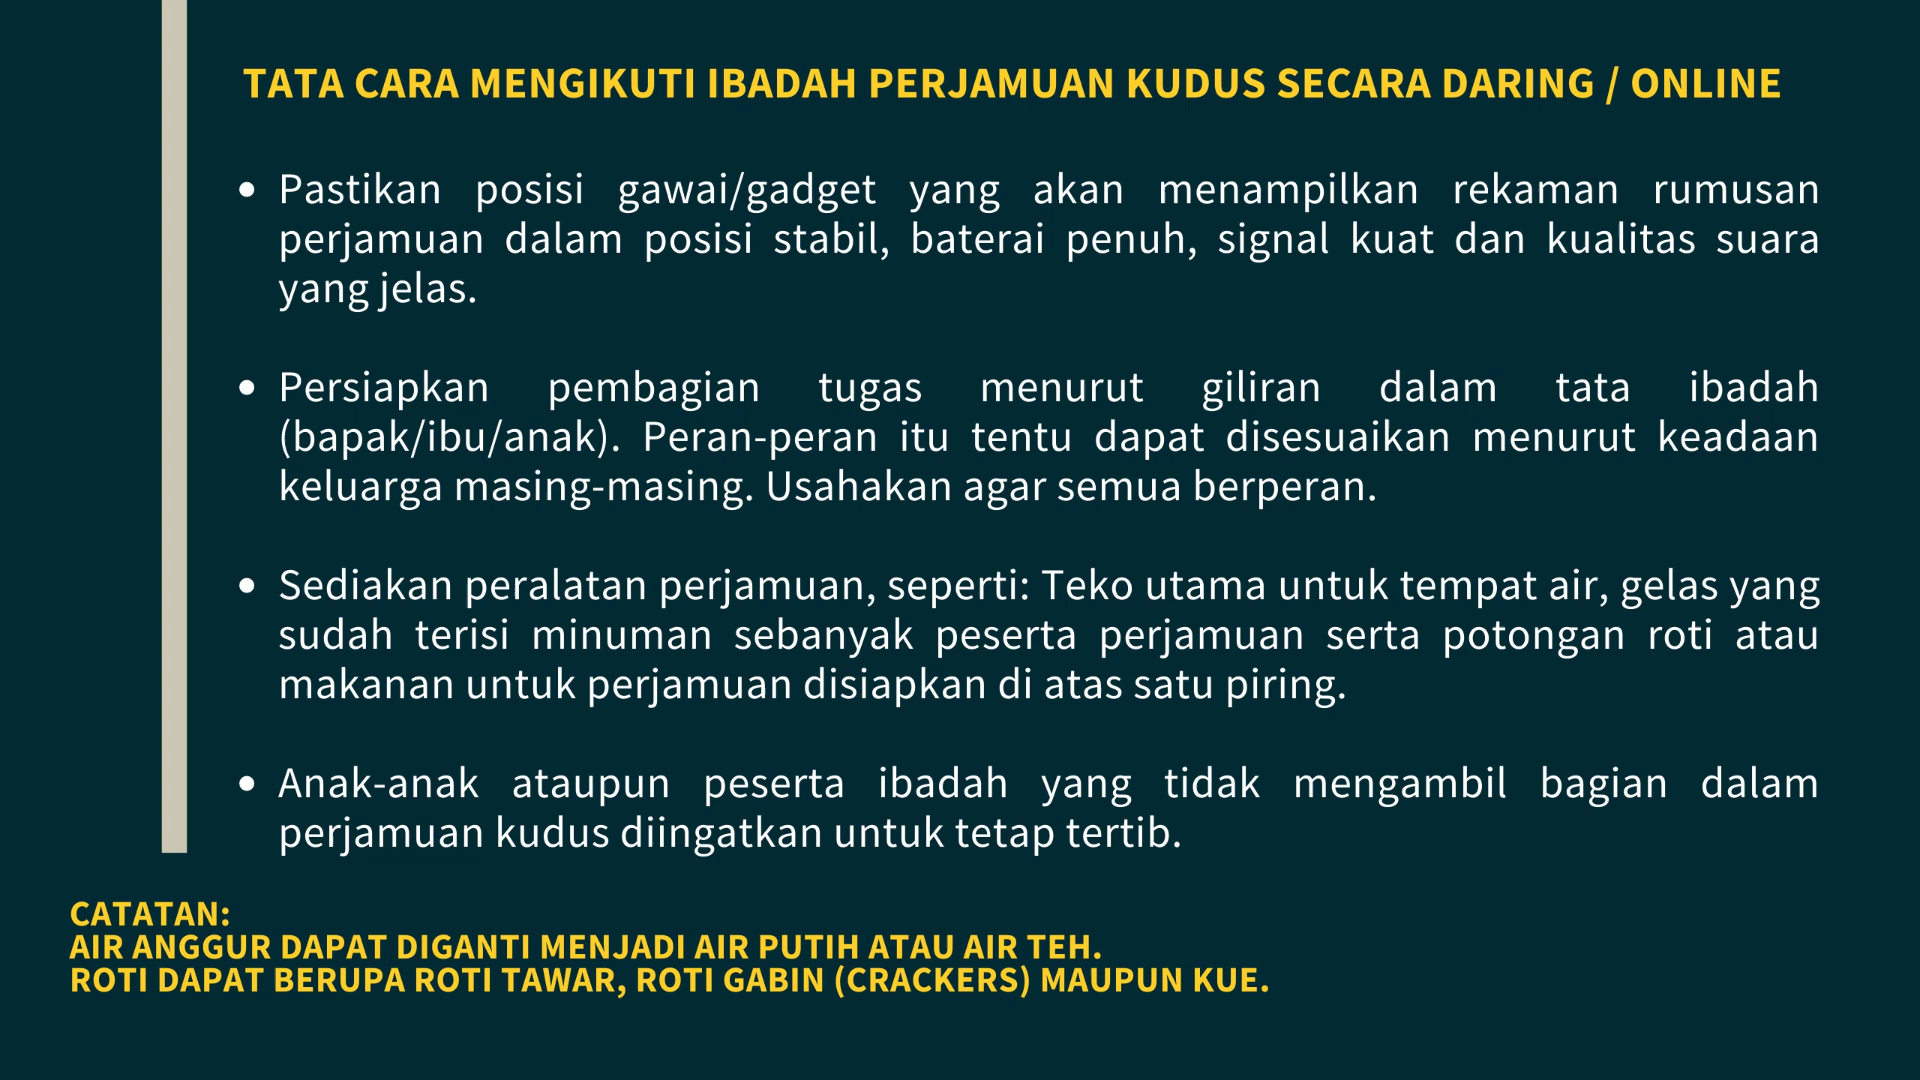 TATA CARA MENGIKUTI IBADAH PERJAMUAN KUDUS SECARA DARING / ONLINE
• Pastikan posisi gawai/gadget yang akan menampilkan rekaman rumusan
perjamuan dalam posisi stabil, baterai penuh, signal kuat dan kualitas suara
yang jelas.
• Persiapkan pembagian tugas menurut giliran dalam tata ibadah
(bapak/ibu/anak). Peran-peran itu tentu dapat disesuaikan menurut keadaan
keluarga masing-masing. Usahakan agar semua berperan.
• Sediakan peralatan perjamuan, seperti: Teko utama untuk tempat air, gelas yang
sudah terisi minuman sebanyak peserta perjamuan serta potongan roti atau
makanan untuk perjamuan disiapkan di atas satu piring.
• Anak-anak ataupun peserta ibadah yang tidak mengambil bagian dalam
perjamuan kudus diingatkan untuk tetap tertib.
CATATAN:
AIR ANGGUR DAPAT DIGANTI MENJADI AIR PUTIH ATAU AIR TEH.
ROTI DAPAT BERUPA ROTI TAWAR, ROTI GABIN (CRACKERS) MAUPUN KUE.